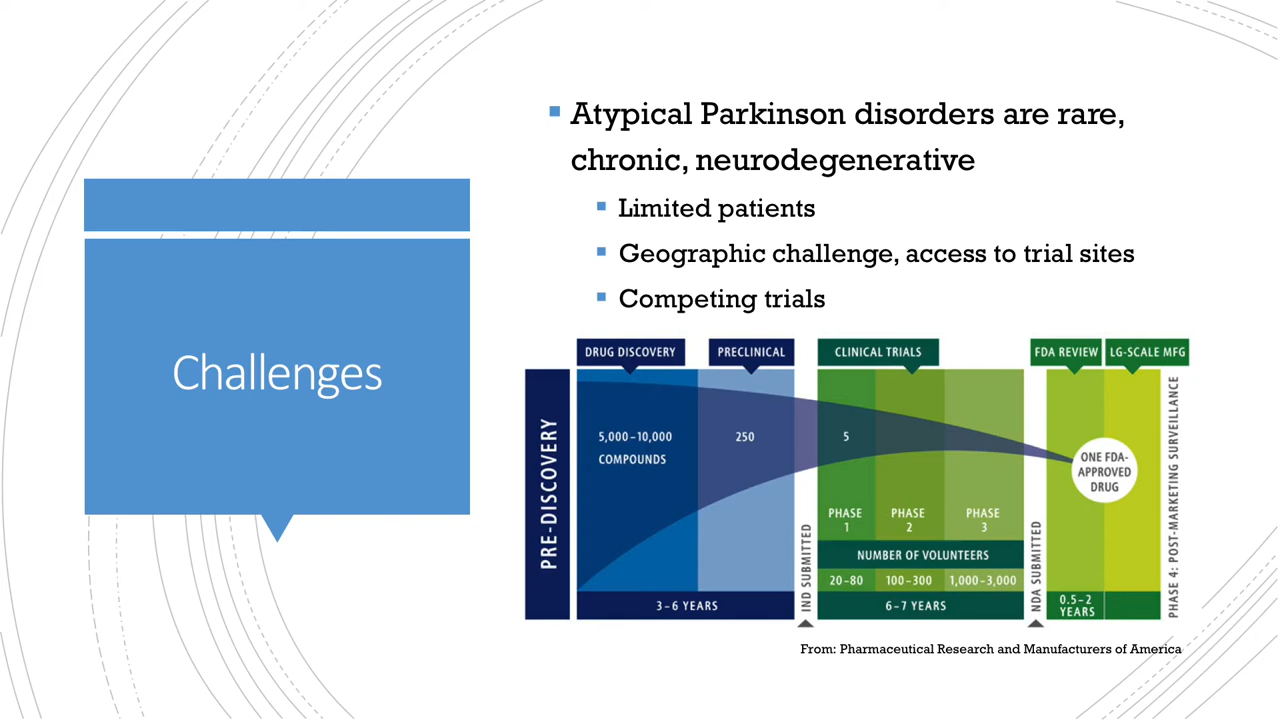 Challenges
Atypical Parkinson disorders are rare,
chronic, neurodegenerative
Limited patients
Geographic challenge, access to trial sites
Competing trials
DRUG DISCOVERY
PRECLINICAL
CLINICAL TRIALS
FDA REVIEW
LG-SCALE MFG
PRE-DISCOVERY
5,000–10,000
COMPOUNDS
250
5
ONE FDA-
APPROVED
DRUG
PHASE
1
PHASE
2
PHASE
3
NUMBER OF VOLUNTEERS
20–80
100–300
1,000–3,000
3–6 YEARS
IND SUBMITTED
6–7 YEARS
NDA SUBMITTED
0.5–2
YEARS
PHASE 4: POST-MARKETING SURVEILLANCE
From: Pharmaceutical Research and Manufacturers of America